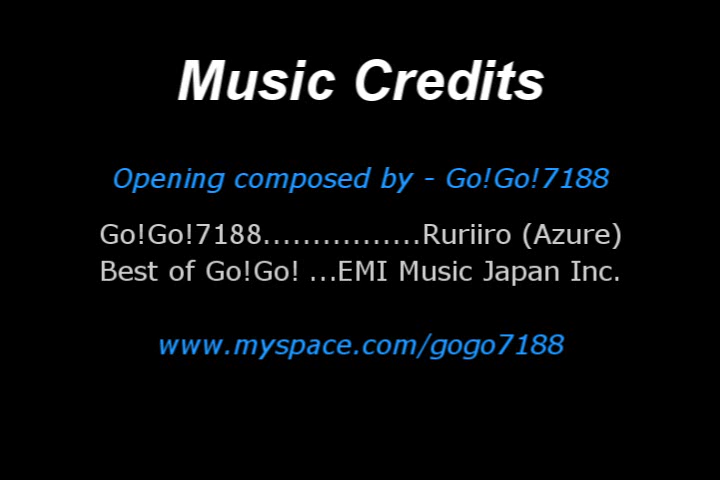 Music Credits
Opening composed by - Go!Go!7188
Go!Go!7188................Ruriiro (Azure)
Best of Go!Go! ...EMI Music Japan Inc.
www.myspace.com/gogo7188